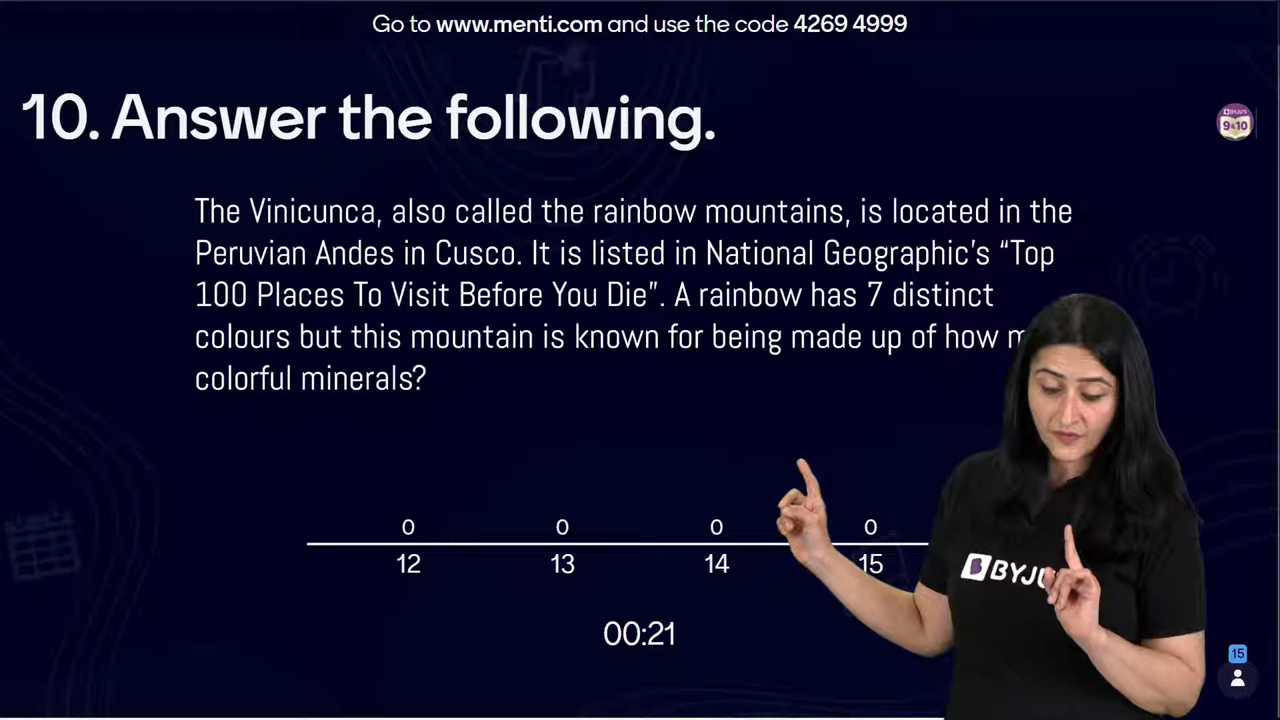 Go to www.menti.com and use the code 4269 4999
10. Answer the following.
BYJU'S
9&10
The Vinicunca, also called the rainbow mountains, is located in the
Peruvian Andes in Cusco. It is listed in National Geographic's “Top
100 Places To Visit Before You Die”. A rainbow has 7 distinct
colours but this mountain is known for being made up of how
colorful minerals?
0 0 0 0
12 13 14 15
00:21
15